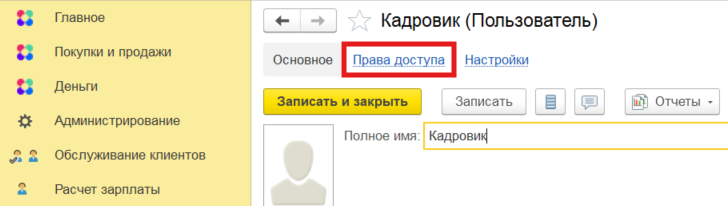 Главное
Покупки и продажи
Деньги
Администрирование
Обслуживание клиентов
Расчет зарплаты
Кадровик (Пользователь)
Основное Права доступа Настройки
Записать и закрыть Записать Отчеты
Полное имя: Кадровик